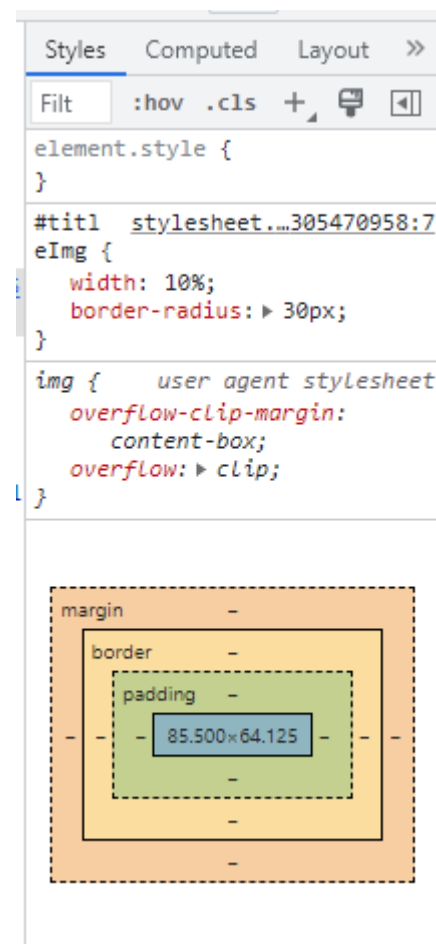 Styles Computed Layout »
Filt :hov .cls +
element.style {
}
#titl stylesheet.…305470958:7
eImg {
width: 10%;
border-radius: ▶ 30px;
}
img { user agent stylesheet
overflow-clip-margin:
content-box;
overflow: ▶ clip;
}
margin –
border –
padding –
– – – 85.500×64.125 – – –
–
–
–